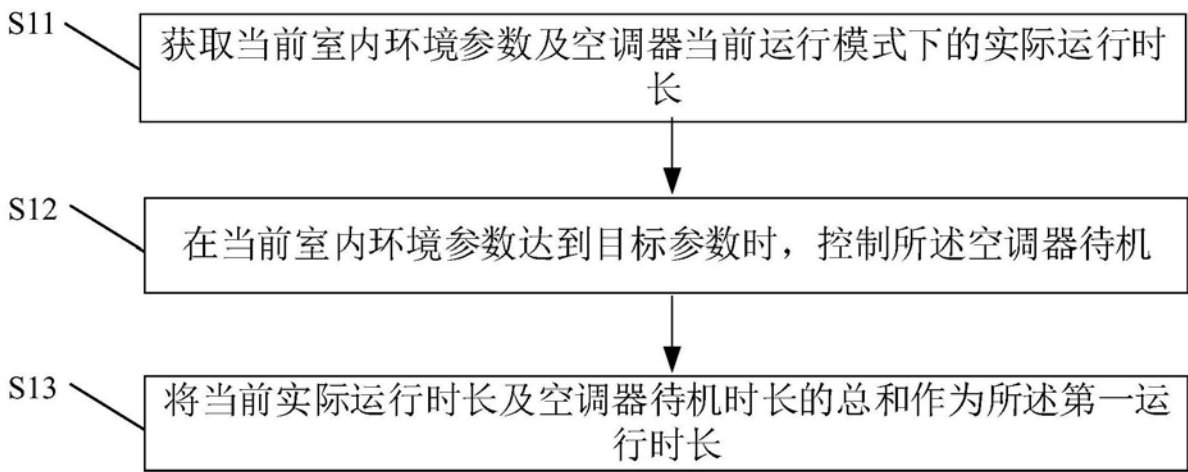 S11
获取当前室内环境参数及空调器当前运行模式下的实际运行时
长
S12
在当前室内环境参数达到目标参数时，控制所述空调器待机
S13
将当前实际运行时长及空调器待机时长的总和作为所述第一运
行时长